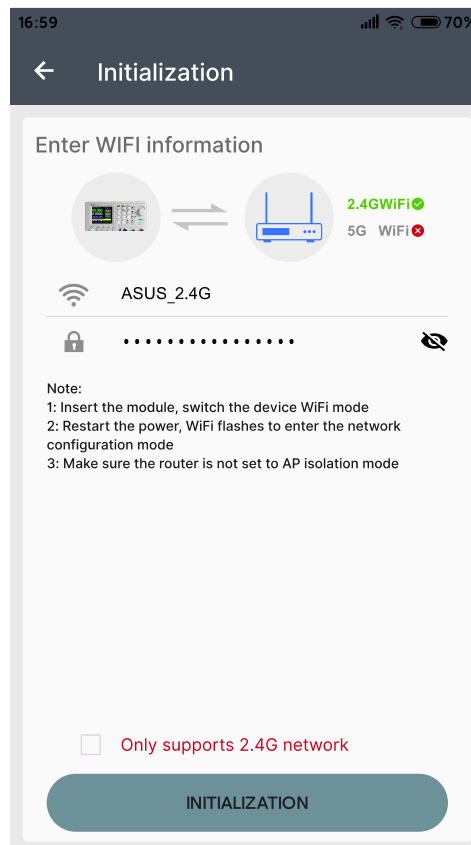 16:59
70%
Initialization
Enter WIFI information
2.4GWiFi
5G WiFi
ASUS_2.4G
Note:
1: Insert the module, switch the device WiFi mode
2: Restart the power, WiFi flashes to enter the network
configuration mode
3: Make sure the router is not set to AP isolation mode
Only supports 2.4G network
INITIALIZATION